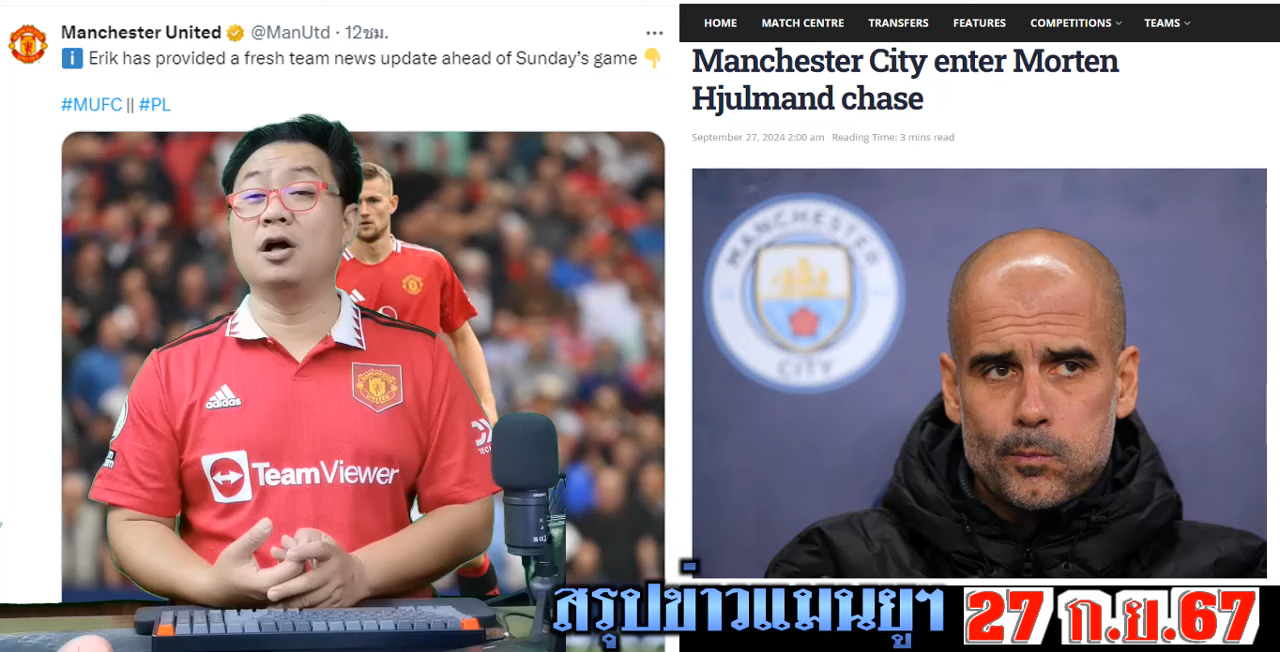 Manchester United @ManUtd · 12ชม.
Erik has provided a fresh team news update ahead of Sunday's game
#MUFC || #PL
adidas
TeamViewer
HOME MATCH CENTRE TRANSFERS FEATURES COMPETITIONS TEAMS
Manchester City enter Morten
Hjulmand chase
September 27, 2024 2:00 am Reading Time: 3 mins read
MANCHESTER
CITY
สรุปข่าวแมนยูฯ 27 ก.ย.67